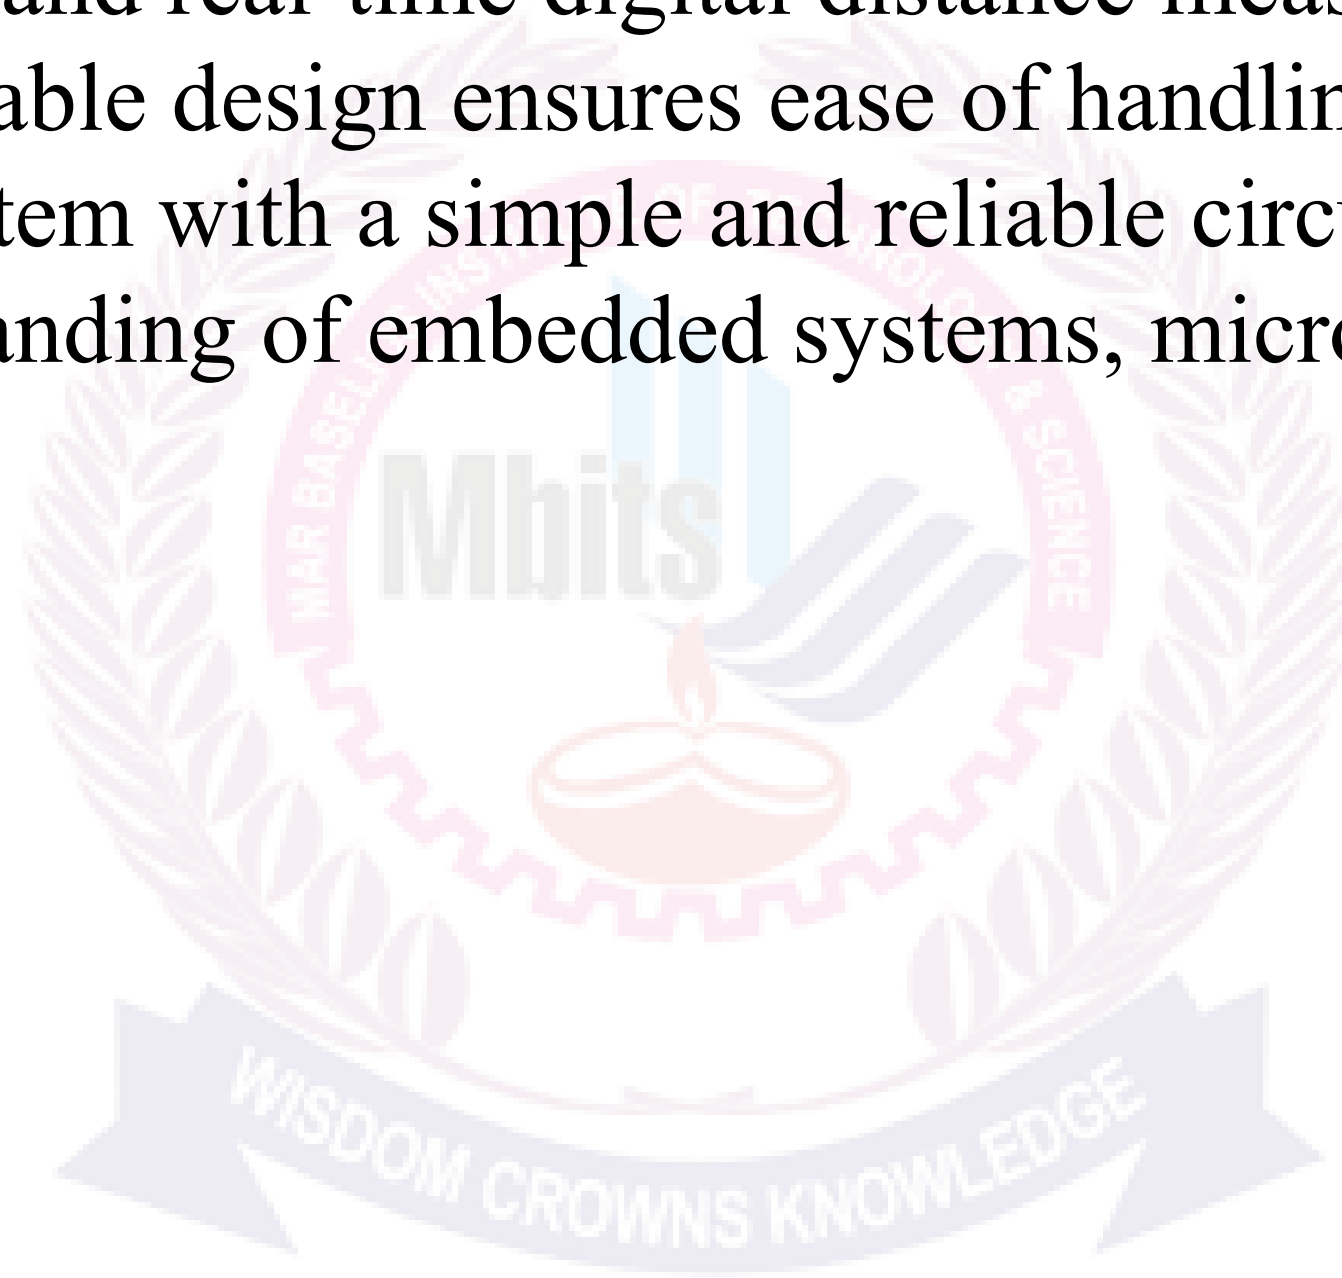 and real-time digital distance meas
able design ensures ease of handlin
tem with a simple and reliable circ
anding of embedded systems, micro
MAR BASELIOS INSTITUTE OF TECHNOLOGY & SCIENCE
Mbits
WISDOM CROWNS KNOWLEDGE